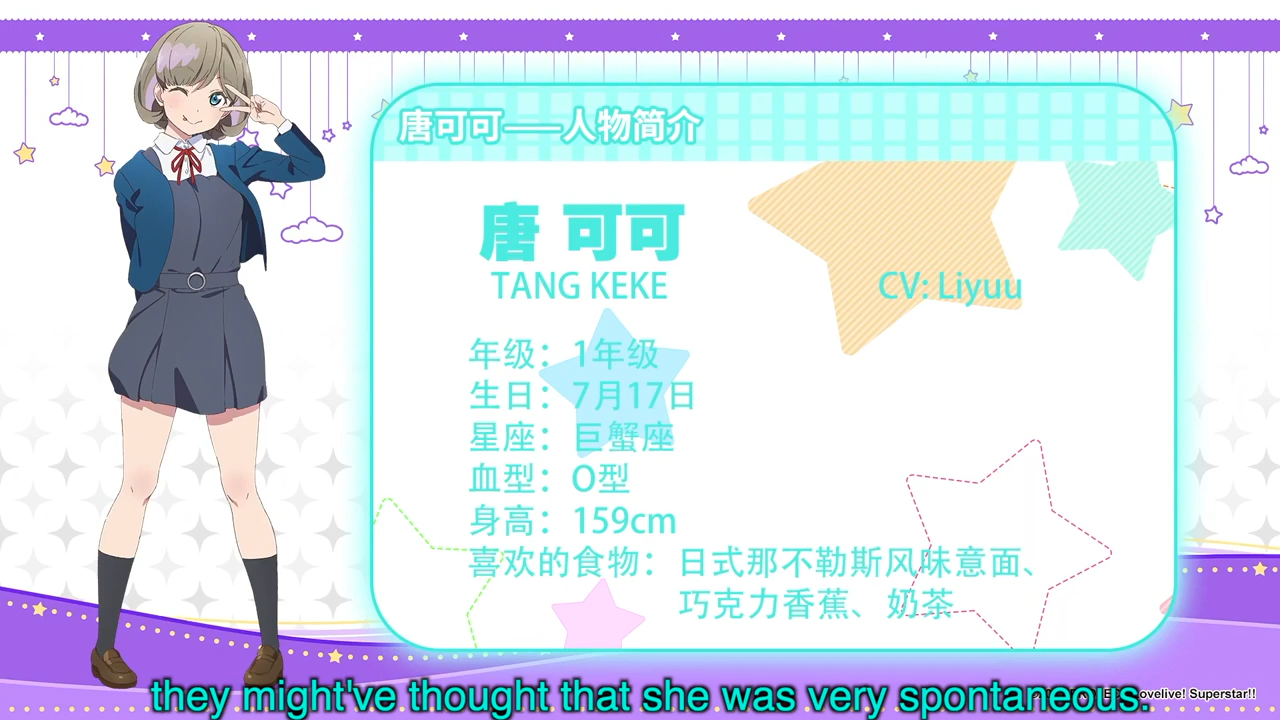 唐可可——人物简介
唐 可可
TANG KEKE
CV: Liyuu
年级：1年级
生日：7月17日
星座：巨蟹座
血型：O型
身高：159cm
喜欢的食物：日式那不勒斯风味意面、
巧克力香蕉、奶茶
they might've thought that she was very spontaneous.
ovelive! Superstar!!